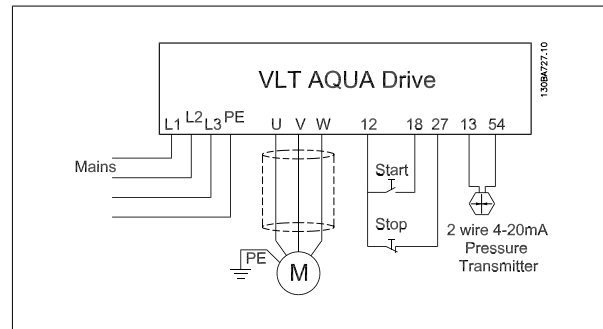 VLT AQUA Drive
130BA727.10
L1 L2 L3 PE U V W 12 18 27 13 54
Mains
Start
Stop
2 wire 4-20mA
Pressure
Transmitter
PE
M